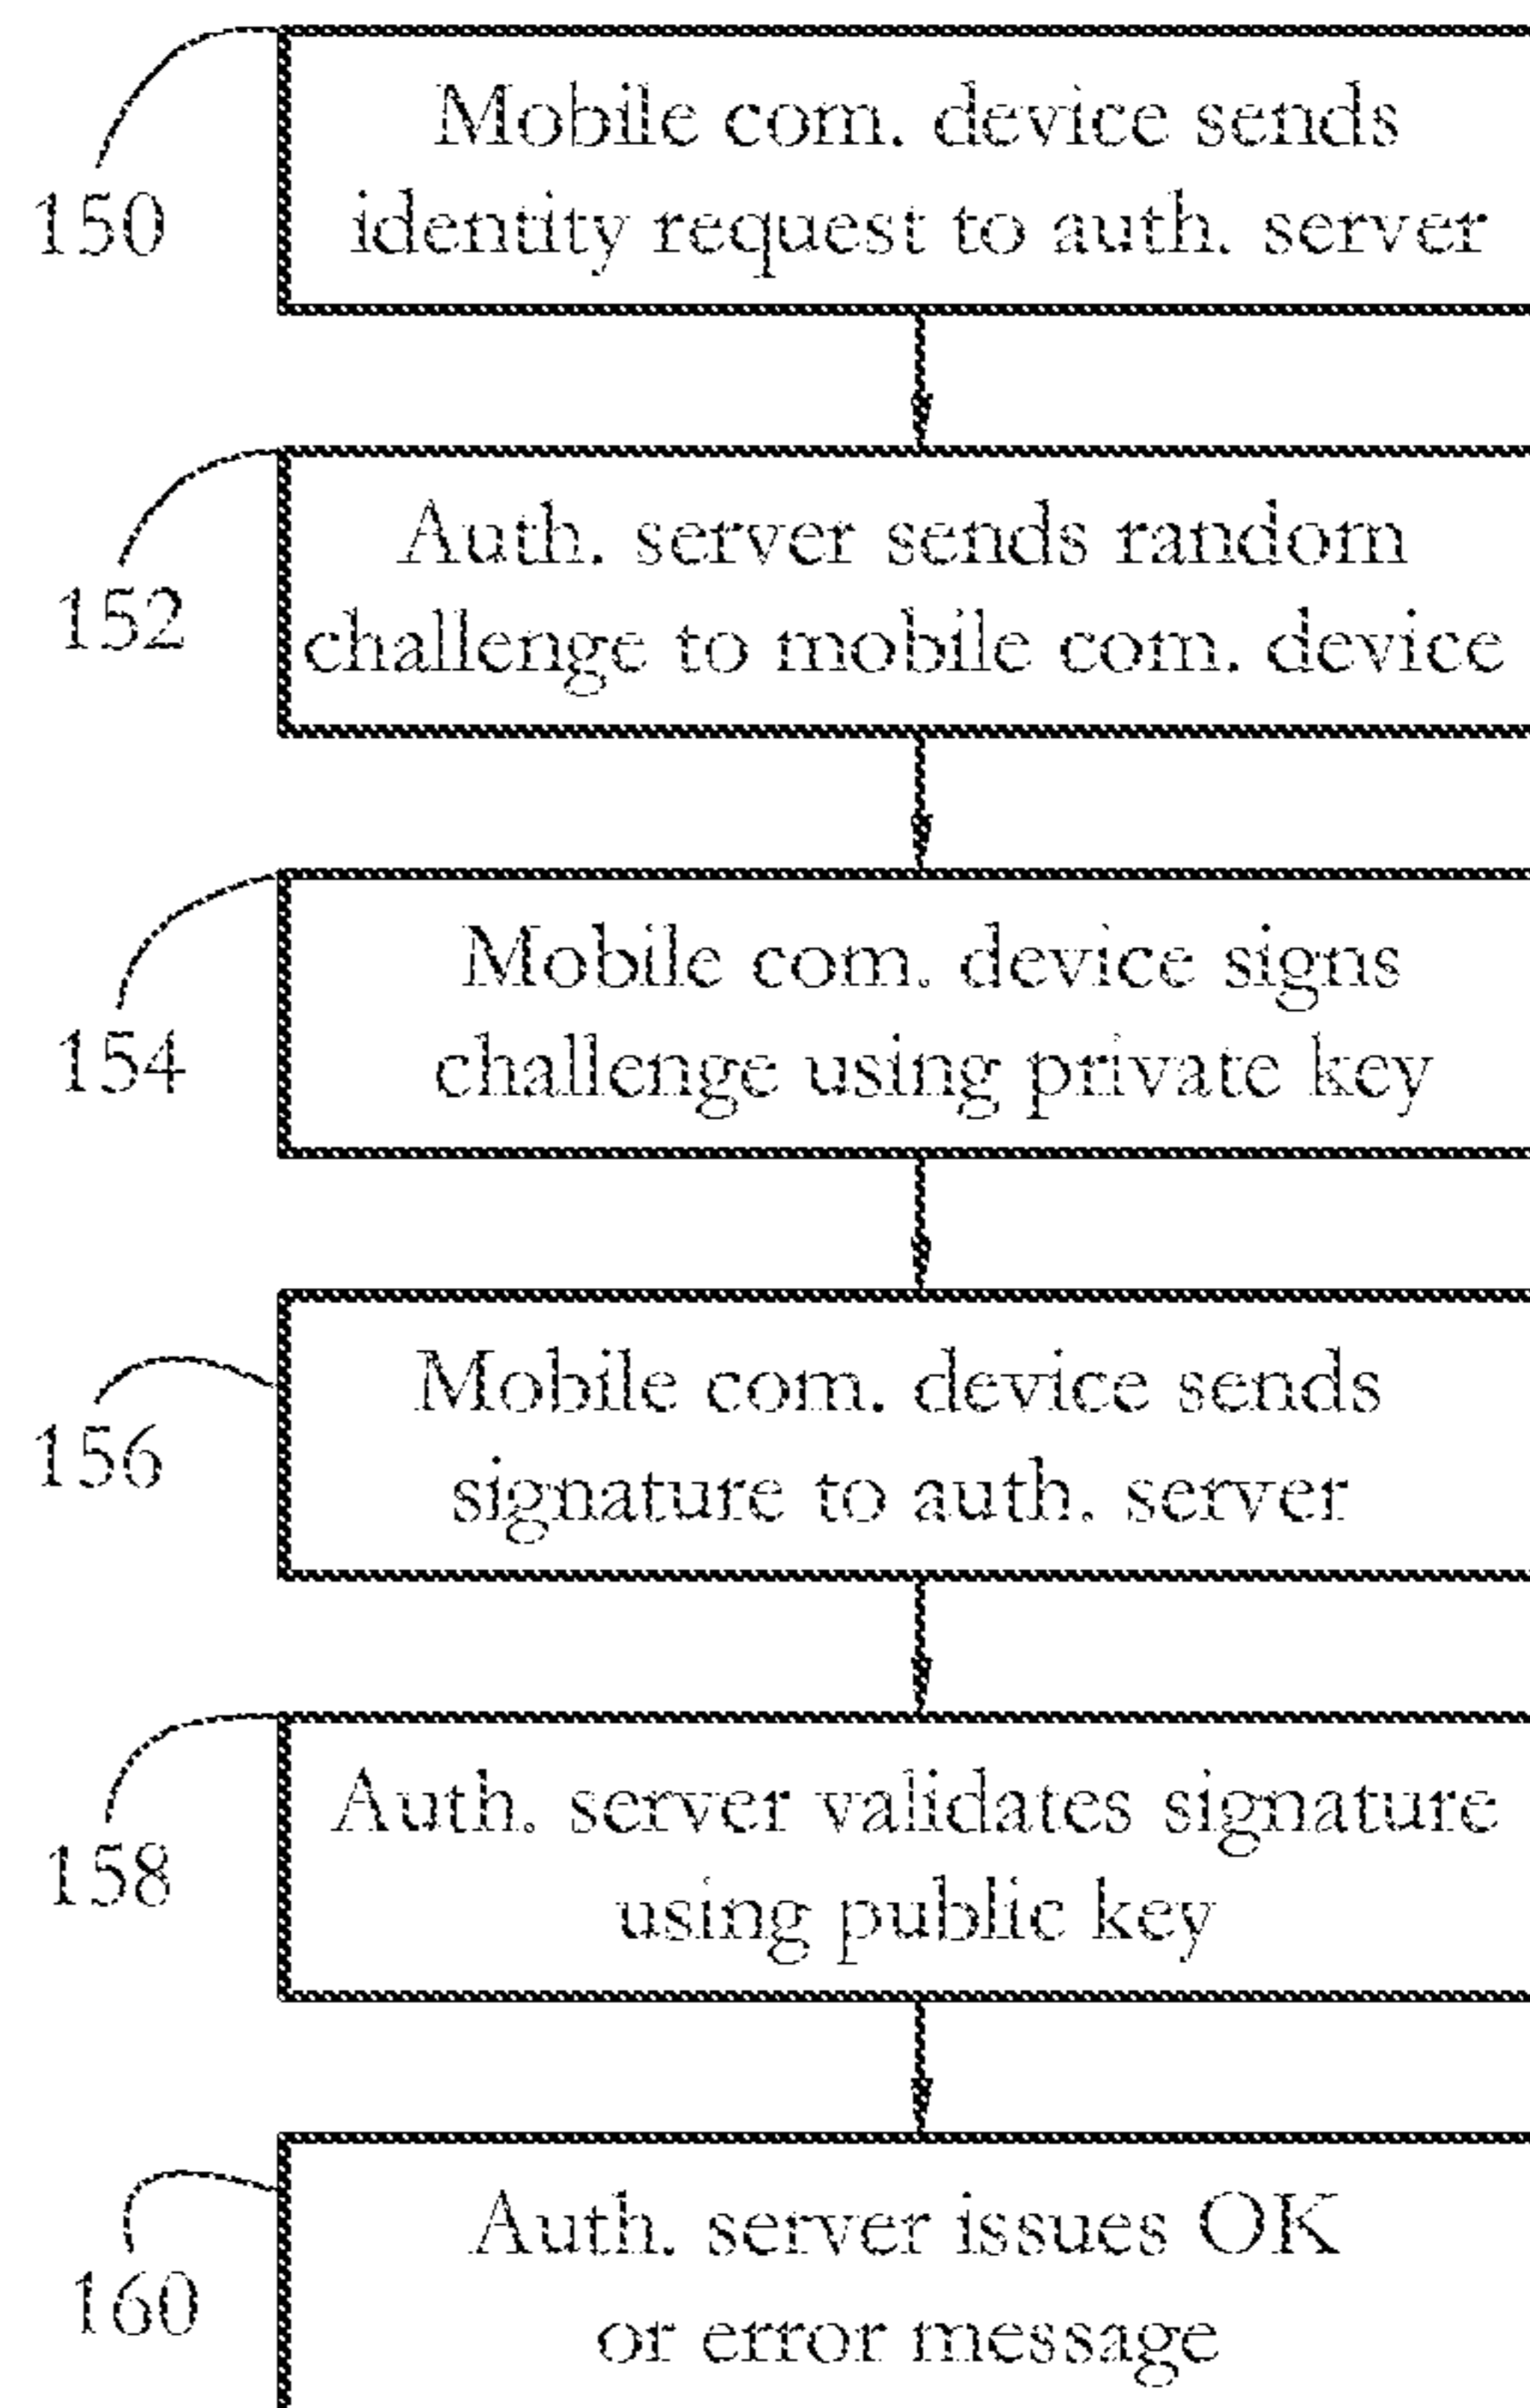 Mobile com. device sends
identity request to auth. server
150
Auth. server sends random
challenge to mobile com. device
152
Mobile com. device signs
challenge using private key
154
Mobile com. device sends
signature to auth. server
156
Auth. server validates signature
using public key
158
Auth. server issues OK
or error message
160